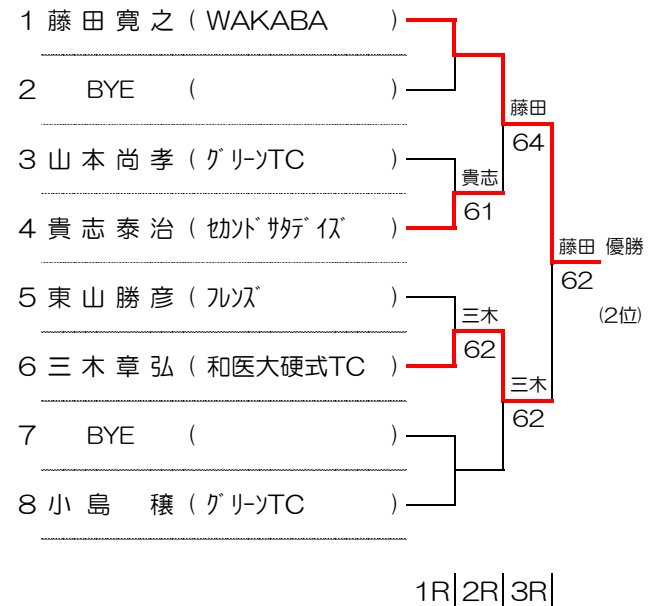 1 藤 田 寛 之 ( WAKABA )
2 BYE ( )
藤田
64
3 山 本 尚 孝 ( ｸﾞﾘｰﾝTC )
貴志
61
4 貴 志 泰 治 ( ｾｶﾝﾄﾞｻﾀﾃﾞｲｽﾞ )
藤田 優勝
62
5 東 山 勝 彦 ( ﾌﾚﾝｽﾞ )
三木
(2位)
62
6 三 木 章 弘 ( 和医大硬式TC )
三木
62
7 BYE ( )
8 小 島 穣 ( ｸﾞﾘｰﾝTC )
1R 2R 3R